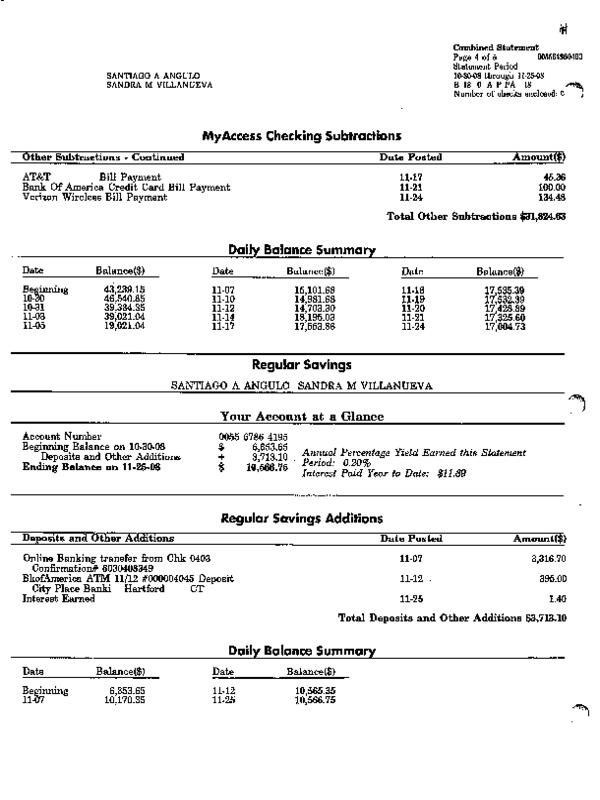 Combined Statement
Page 4 of 6
Statement Period
10-30-08 through 11-25-08
B 18 0 A P PA 18
Number of checks enclosed: 0
SANTIAGO A ANGULO
SANDRA M VILLANUEVA
MyAccess Checking Subtractions
Other Subtractions - Continued Date Posted Amount($)
AT&T Bill Payment 11-17 45.36
Bank Of America Credit Card Bill Payment 11-21 100.00
Verizon Wireless Bill Payment 11-24 134.48
Total Other Subtractions $31,824.63
Daily Balance Summary
Date Balance($) Date Balance($) Date Balance($)
Beginning 43,239.15 11-07 15,101.68 11-18 17,535.39
10-30 46,540.85 11-10 14,981.68 11-19 17,532.39
10-31 39,384.35 11-12 14,703.30 11-20 17,428.89
11-03 39,021.04 11-14 18,195.03 11-21 17,325.60
11-05 19,021.04 11-17 17,563.86 11-24 17,004.73
Regular Savings
SANTIAGO A ANGULO SANDRA M VILLANUEVA
Your Account at a Glance
Account Number 0055 6786 4195
Beginning Balance on 10-30-08 $ 6,853.65
Deposits and Other Additions + 3,713.10
Ending Balance on 11-25-08 $ 10,566.75
Annual Percentage Yield Earned this Statement
Period: 0.20%
Interest Paid Year to Date: $11.89
Regular Savings Additions
Deposits and Other Additions Date Posted Amount($)
Online Banking transfer from Chk 0403 11-07 3,316.70
Confirmation# 6030408349
BkofAmerica ATM 11/12 #000004045 Deposit 11-12 395.00
City Place Banki Hartford CT
Interest Earned 11-25 1.40
Total Deposits and Other Additions $3,713.10
Daily Balance Summary
Date Balance($) Date Balance($)
Beginning 6,853.65 11-12 10,565.35
11-07 10,170.35 11-25 10,566.75